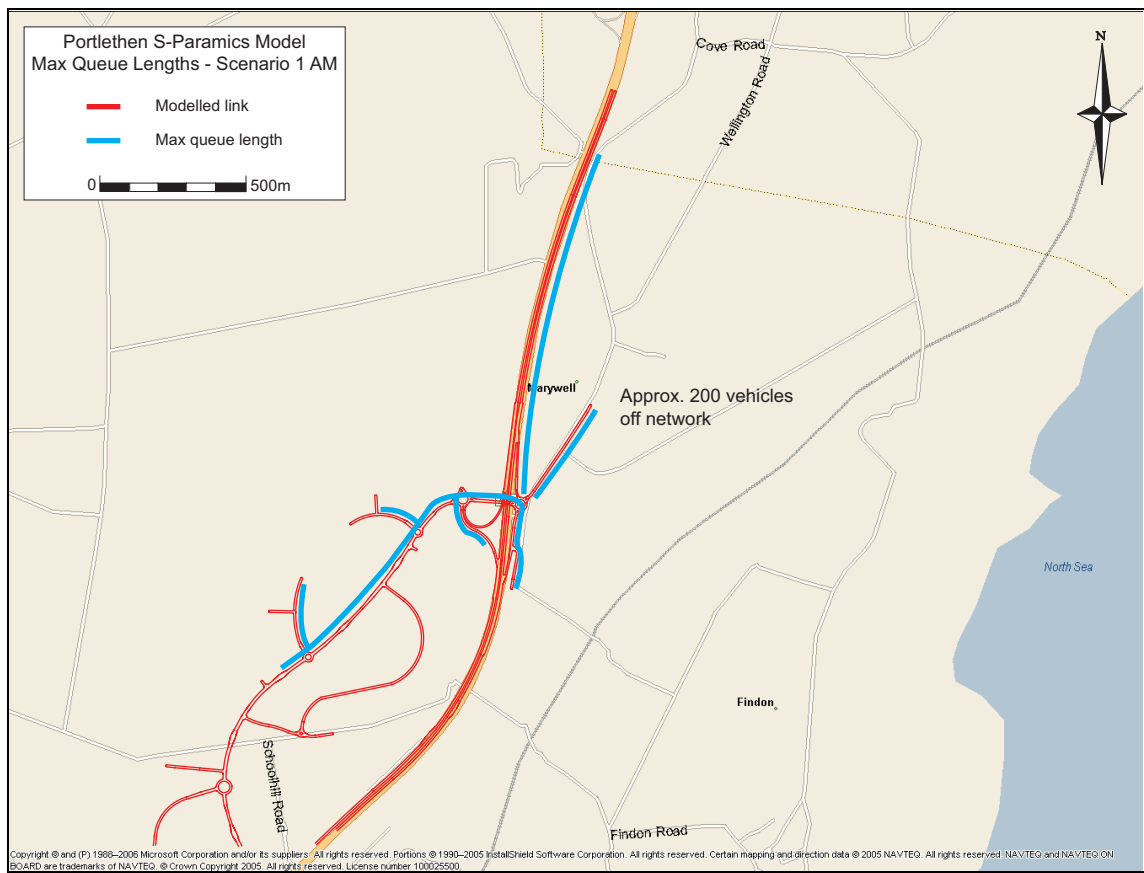 Portlethen S-Paramics Model
Max Queue Lengths - Scenario 1 AM
Modelled link
Max queue length
0 500m
N
Cove Road
Wellington Road
Marywell
Approx. 200 vehicles
off network
North Sea
Findon
Schoolhill Road
Findon Road
Copyright © and (P) 1988–2006 Microsoft Corporation and/or its suppliers. All rights reserved. Portions © 1990–2005 InstallShield Software Corporation. All rights reserved. Certain mapping and direction data © 2005 NAVTEQ. All rights reserved. NAVTEQ and NAVTEQ ON
BOARD are trademarks of NAVTEQ. © Crown Copyright 2005. All rights reserved. License number 100025500.